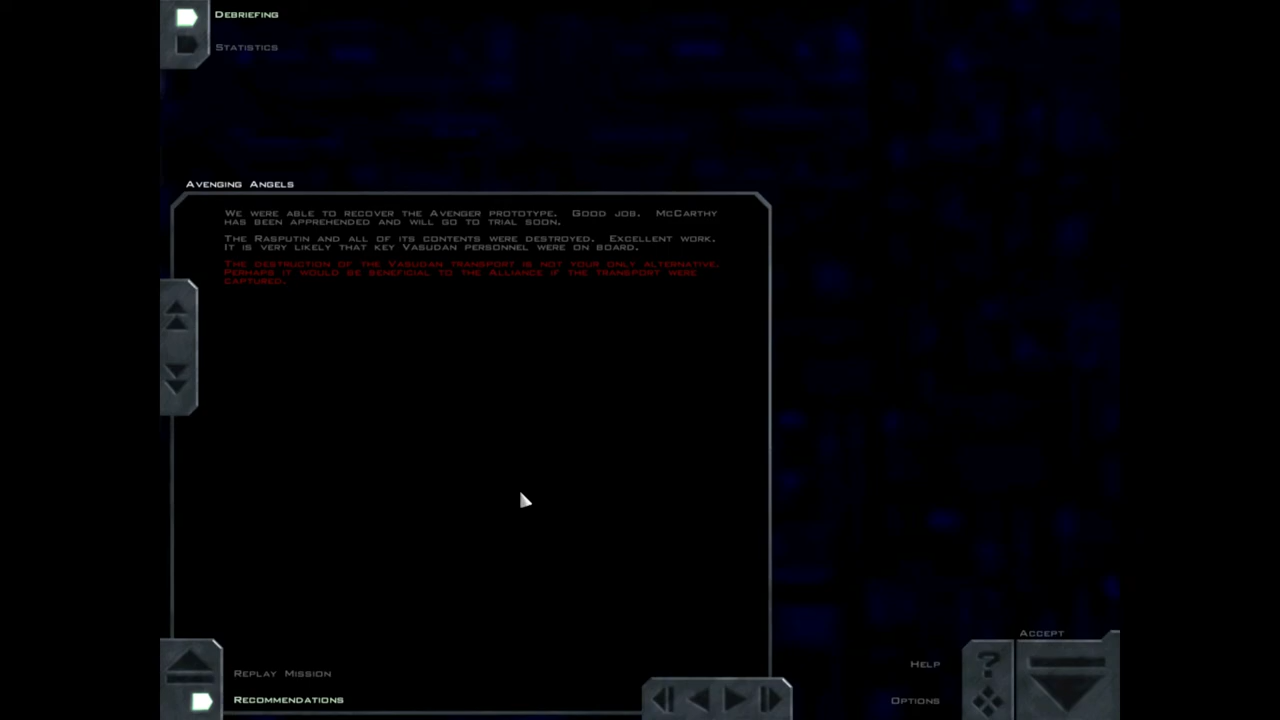 Debriefing
Statistics
Avenging Angels
We were able to recover the Avenger prototype. Good job. McCarthy
has been apprehended and will go to trial soon.
The Rasputin and all of its contents were destroyed. Excellent work.
It is very likely that key Vasudan personnel were on board.
The destruction of the Vasudan transport is not your only alternative.
Perhaps it would be beneficial to the Alliance if the transport were
captured.
Accept
Help
Replay Mission
Recommendations
Options
?